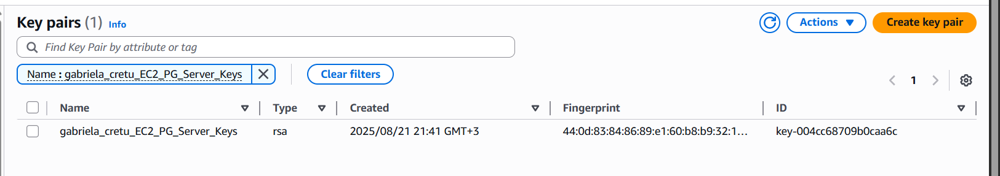 Key pairs (1) Info
Actions
Create key pair
Find Key Pair by attribute or tag
Name : gabriela_cretu_EC2_PG_Server_Keys
Clear filters
1
Name Type Created Fingerprint ID
gabriela_cretu_EC2_PG_Server_Keys rsa 2025/08/21 21:41 GMT+3 44:0d:83:84:86:89:e1:60:b8:b9:32:1... key-004cc68709b0caa6c